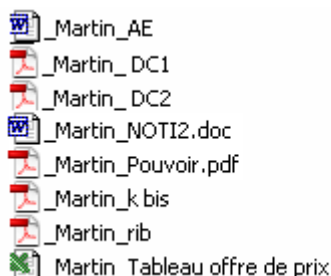 _Martin_AE
_Martin_ DC1
_Martin_ DC2
_Martin_NOTI2.doc
_Martin_Pouvoir.pdf
_Martin_k bis
_Martin_rib
_Martin_Tableau offre de prix